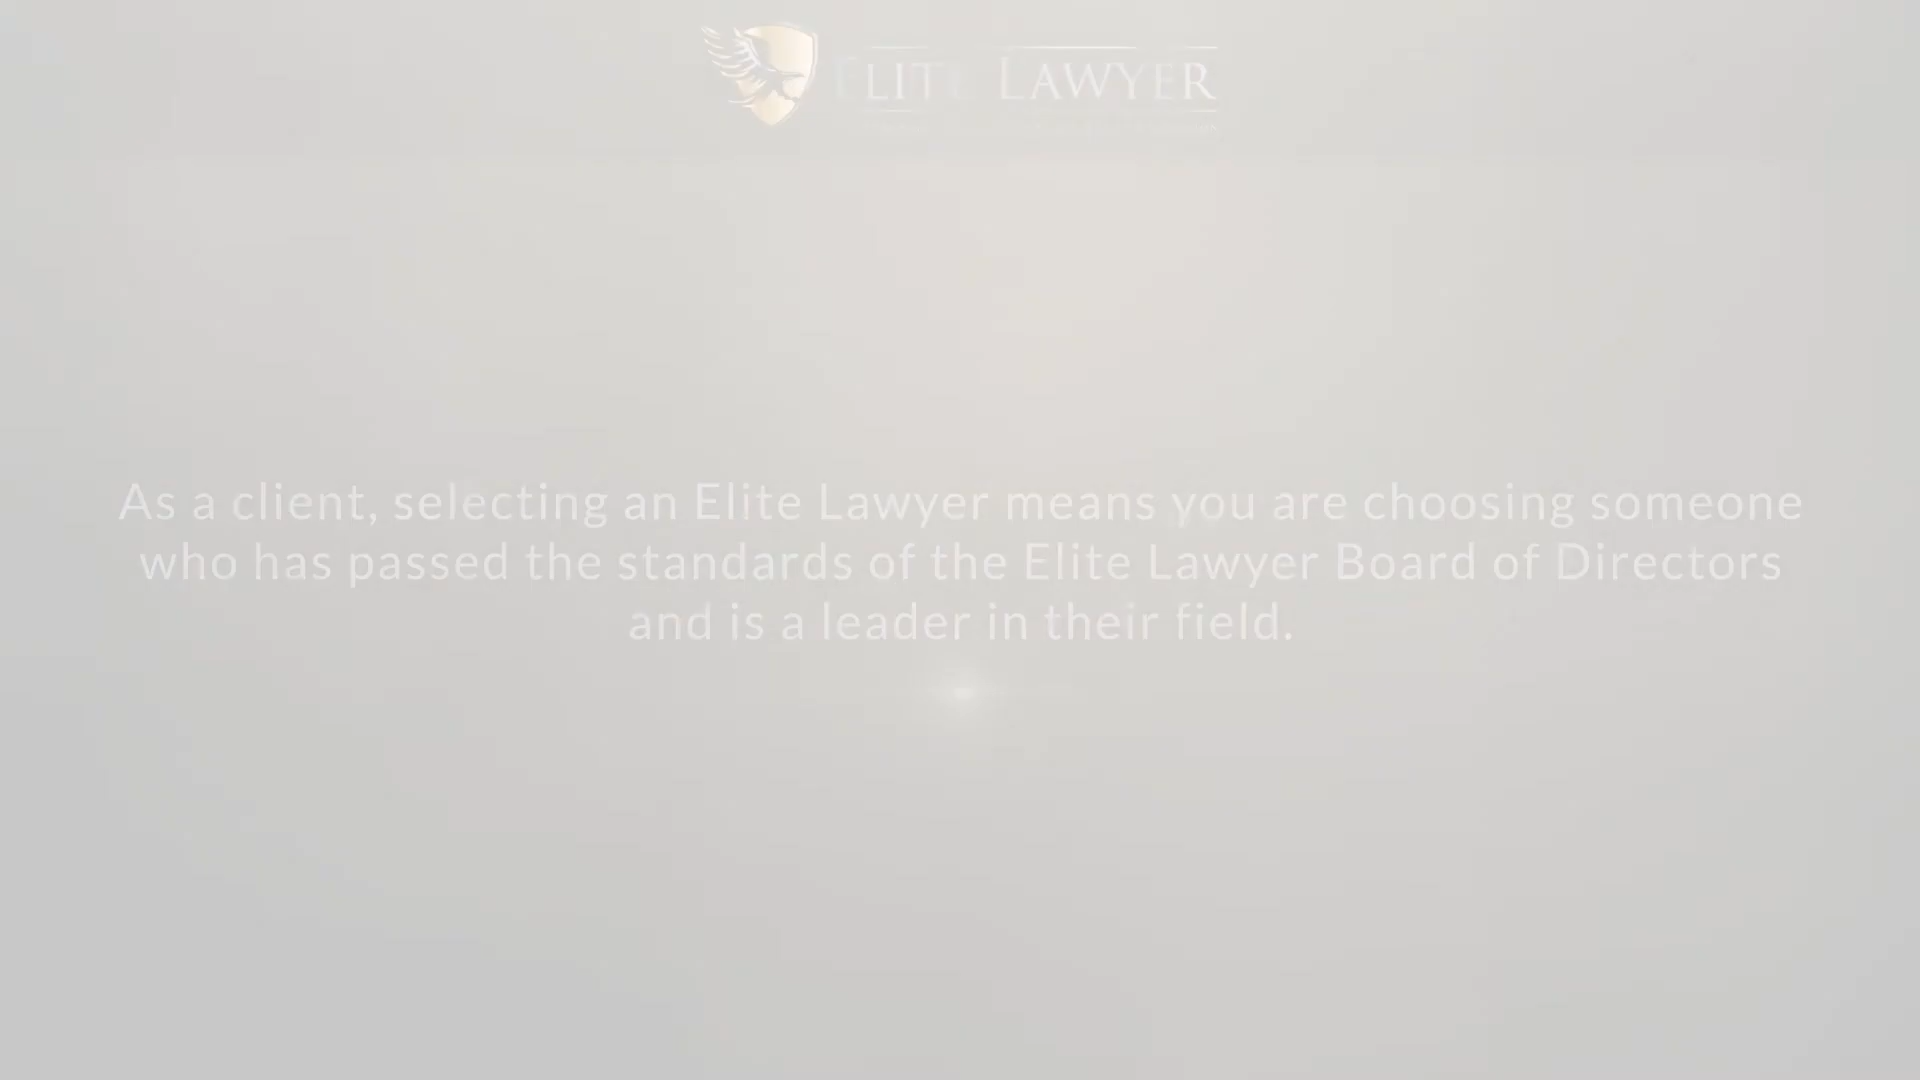 ELITE LAWYER
As a client, selecting an Elite Lawyer means you are choosing someone
who has passed the standards of the Elite Lawyer Board of Directors
and is a leader in their field.